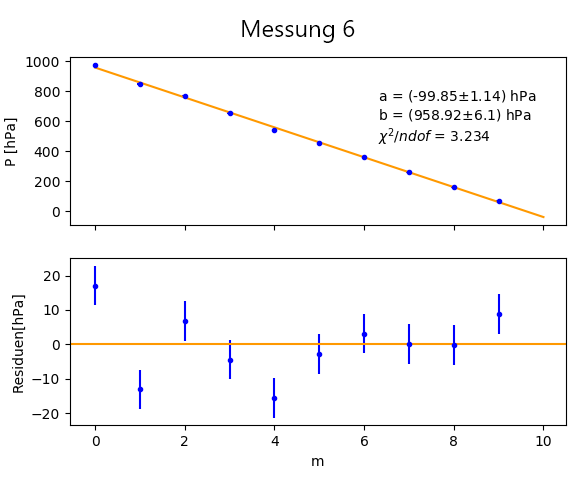 Messung 6
1000
800
600
400
200
0
P [hPa]
a = (-99.85±1.14) hPa
b = (958.92±6.1) hPa
χ²/ndof = 3.234
20
10
0
−10
−20
Residuen[hPa]
0 2 4 6 8 10
m